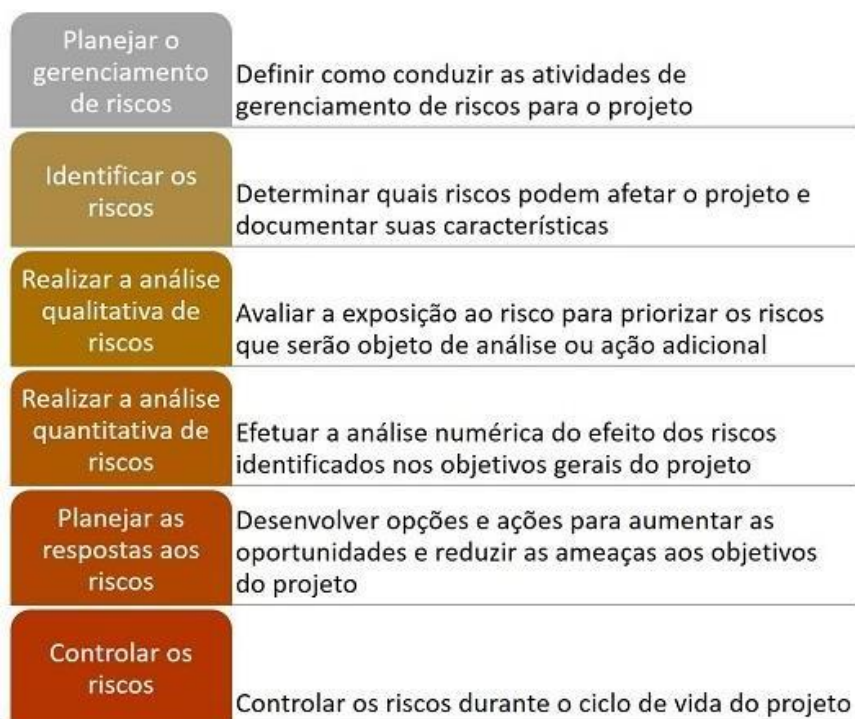 Planejar o
gerenciamento
de riscos
Definir como conduzir as atividades de
gerenciamento de riscos para o projeto
Identificar os
riscos
Determinar quais riscos podem afetar o projeto e
documentar suas características
Realizar a análise
qualitativa de
riscos
Avaliar a exposição ao risco para priorizar os riscos
que serão objeto de análise ou ação adicional
Realizar a análise
quantitativa de
riscos
Efetuar a análise numérica do efeito dos riscos
identificados nos objetivos gerais do projeto
Planejar as
respostas aos
riscos
Desenvolver opções e ações para aumentar as
oportunidades e reduzir as ameaças aos objetivos
do projeto
Controlar os
riscos
Controlar os riscos durante o ciclo de vida do projeto